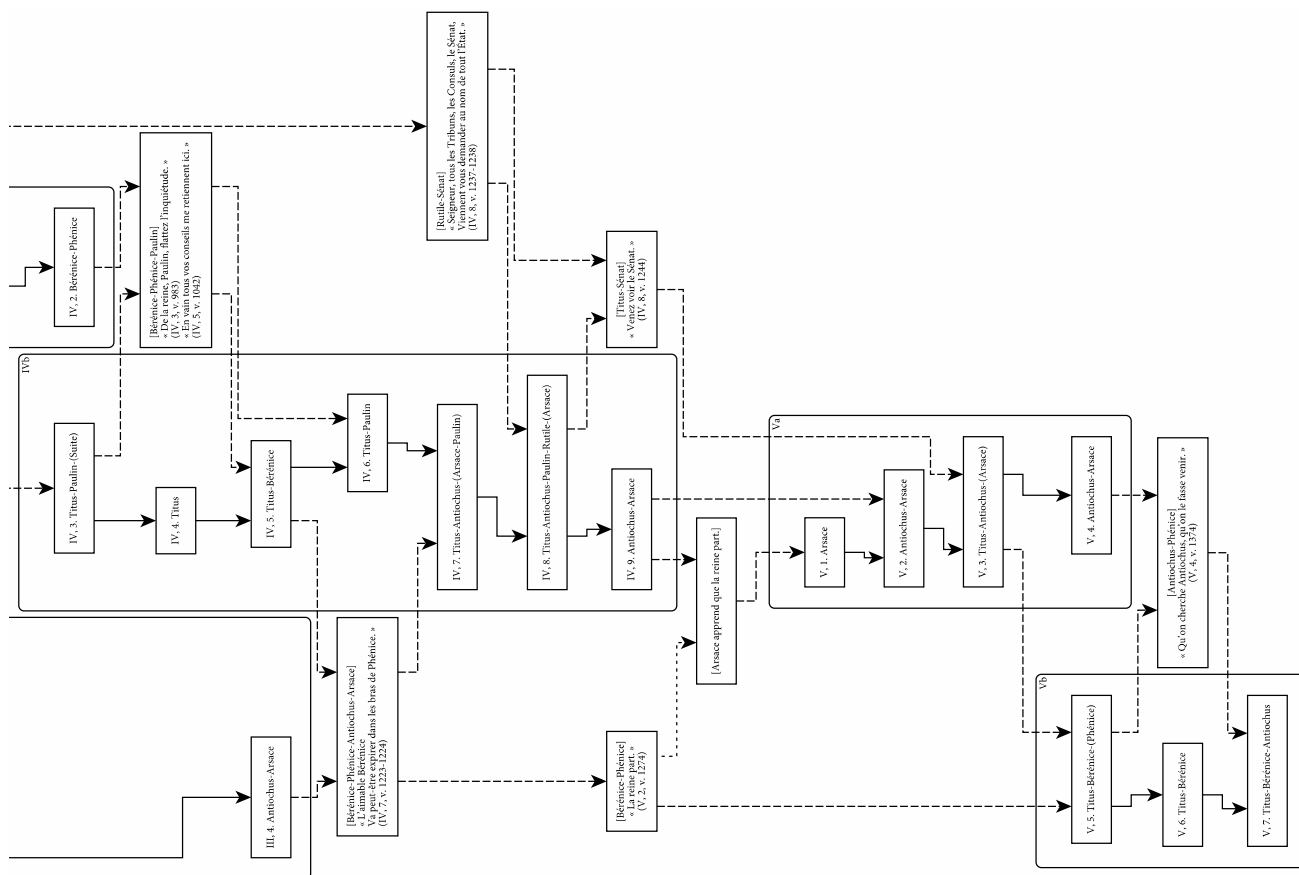 IV, 2. Bérénice-Phénice
[Bérénice-Phénice-Paulin]
« De la reine, Paulin, flattez l'inquiétude. »
(IV, 3, v. 983)
« En vain tous vos conseils me retiennent ici. »
(IV, 5, v. 1042)
[Rutile-Sénat]
« Seigneur, tous les Tribuns, les Consuls, le Sénat,
Viennent vous demander au nom de tout l'État. »
(IV, 8, v. 1237-1238)
[Titus-Sénat]
« Venez voir le Sénat. »
(IV, 8, v. 1244)
IVb
IV, 3. Titus-Paulin-(Suite)
IV, 4. Titus
IV, 5. Titus-Bérénice
IV, 6. Titus-Paulin
IV, 7. Titus-Antiochus-(Arsace-Paulin)
IV, 8. Titus-Antiochus-Paulin-Rutile-(Arsace)
IV, 9. Antiochus-Arsace
[Arsace apprend que la reine part.]
Va
V, 1. Arsace
V, 2. Antiochus-Arsace
V, 3. Titus-Antiochus-(Arsace)
V, 4. Antiochus-Arsace
[Antiochus-Phénice]
« Qu'on cherche Antiochus, qu'on le fasse venir. »
(V, 4, v. 1374)
III, 4. Antiochus-Arsace
[Bérénice-Phénice-Antiochus-Arsace]
« L'aimable Bérénice
Va peut-être expirer dans les bras de Phénice. »
(IV, 7, v. 1223-1224)
[Bérénice-Phénice]
« La reine part. »
(V, 2, v. 1274)
Vb
V, 5. Titus-Bérénice-(Phénice)
V, 6. Titus-Bérénice
V, 7. Titus-Bérénice-Antiochus